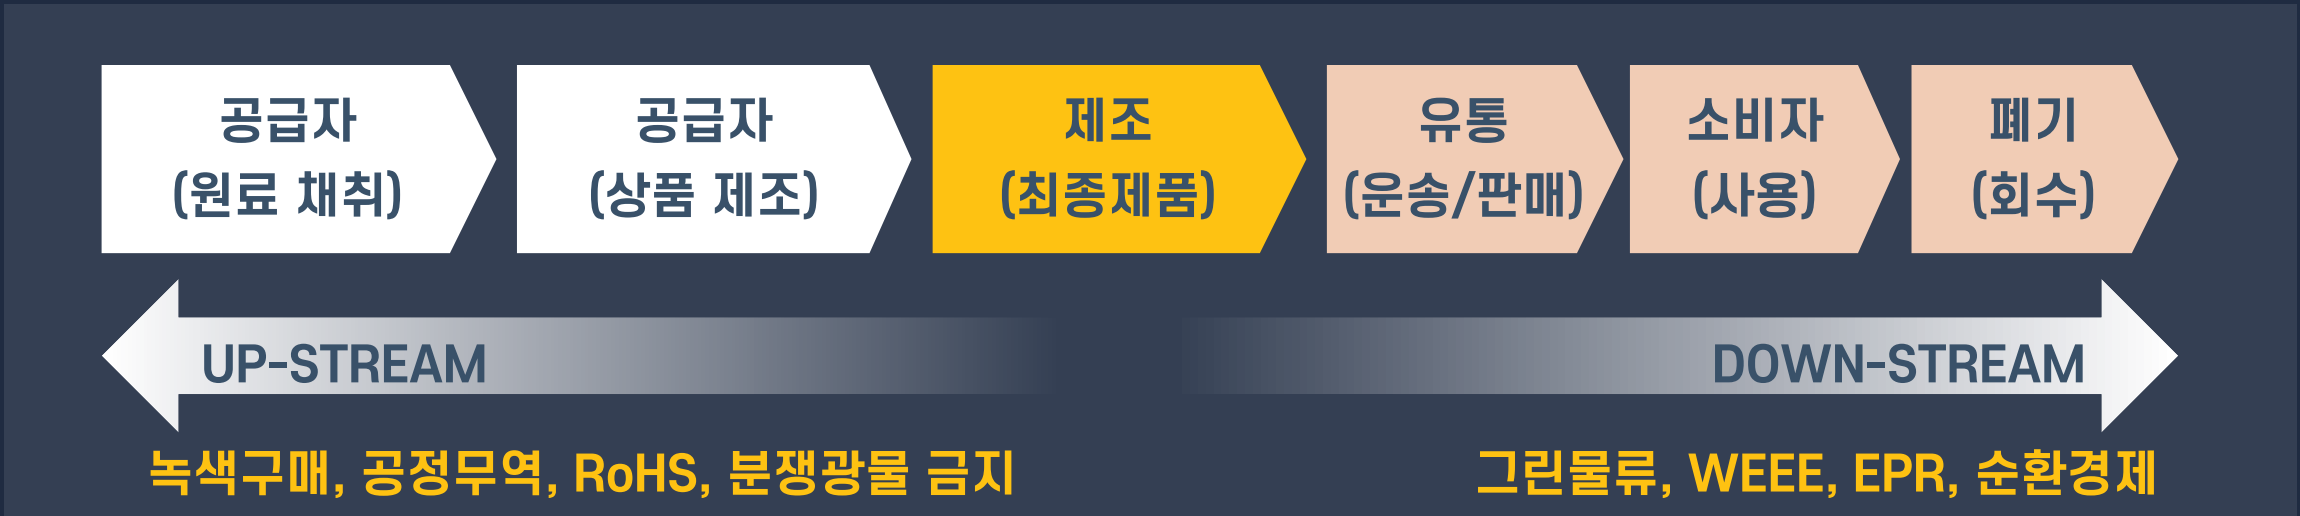 공급자
(원료 채취)
공급자
(상품 제조)
제조
(최종제품)
유통
(운송/판매)
소비자
(사용)
폐기
(회수)
UP-STREAM
DOWN-STREAM
녹색구매, 공정무역, RoHS, 분쟁광물 금지
그린물류, WEEE, EPR, 순환경제